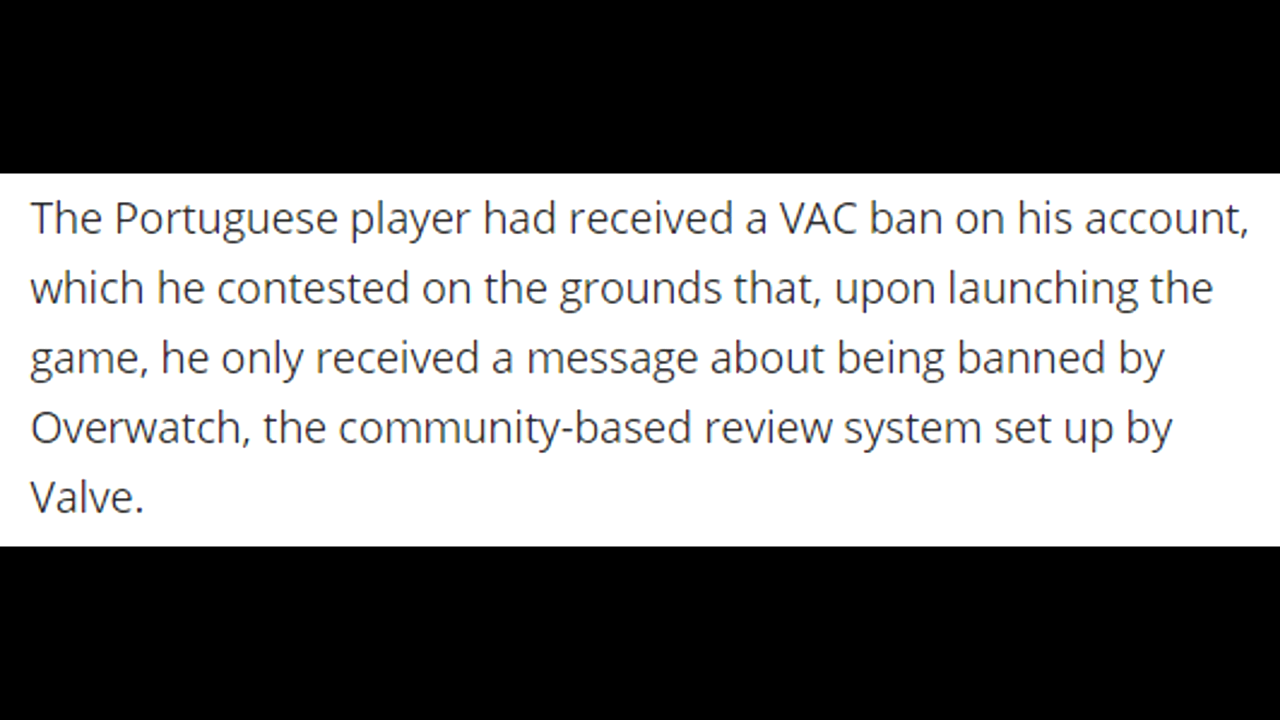 The Portuguese player had received a VAC ban on his account,
which he contested on the grounds that, upon launching the
game, he only received a message about being banned by
Overwatch, the community-based review system set up by
Valve.